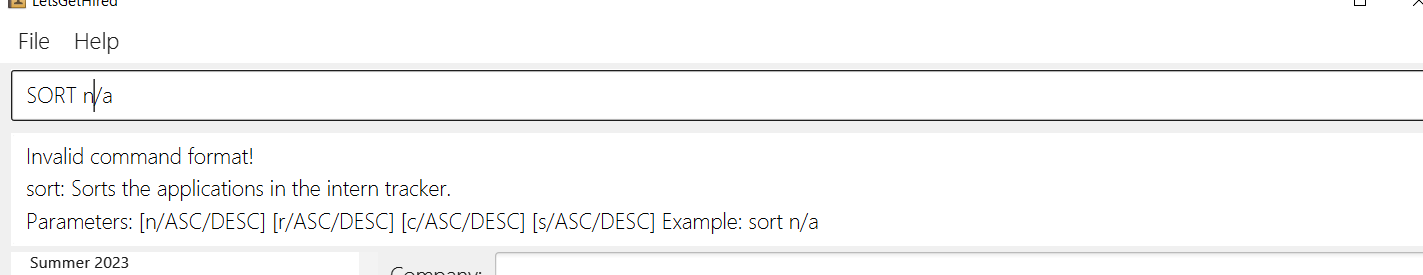 LetsGetHired
File Help
SORT n/a
Invalid command format!
sort: Sorts the applications in the intern tracker.
Parameters: [n/ASC/DESC] [r/ASC/DESC] [c/ASC/DESC] [s/ASC/DESC] Example: sort n/a
Summer 2023
Company: